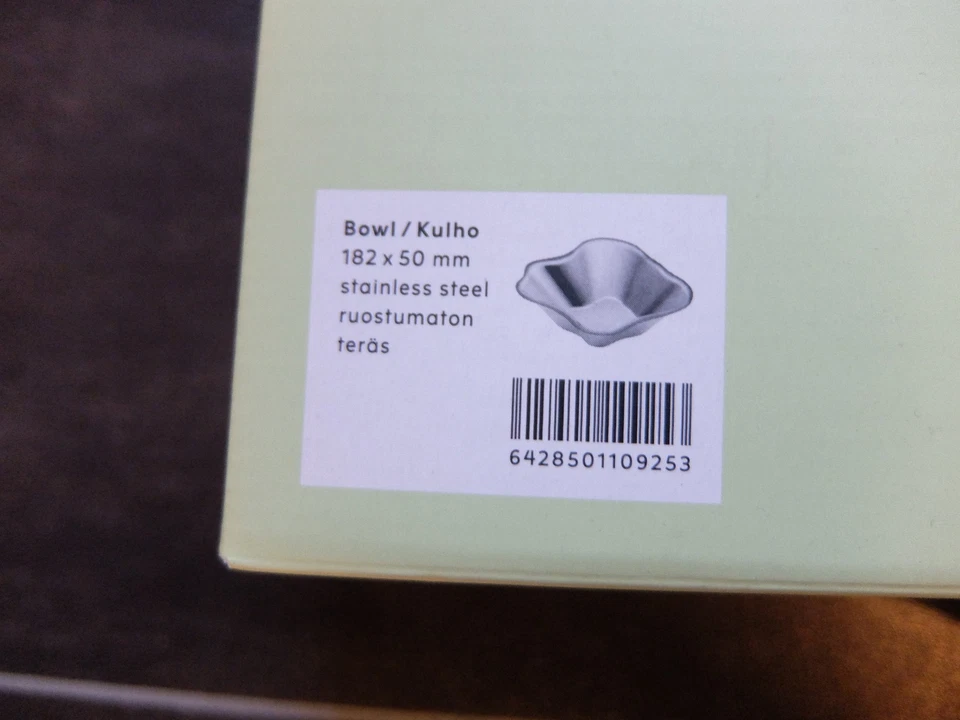 Bowl / Kulho
182 x 50 mm
stainless steel
ruostumaton
teräs
6428501109253